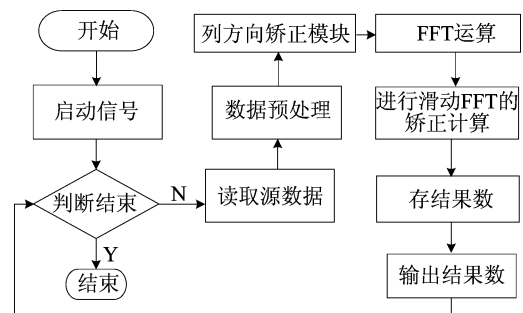 开始
启动信号
判断结束
N
Y
结束
读取源数据
数据预处理
列方向矫正模块
FFT运算
进行滑动FFT的
矫正计算
存结果数
输出结果数